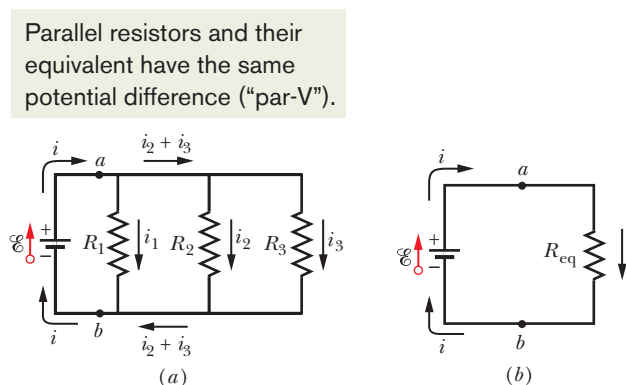 Parallel resistors and their
equivalent have the same
potential difference (“par-V”).
i a i₂ + i₃
ℰ + – R₁ i₁ R₂ i₂ R₃ i₃
i b i₂ + i₃
(a)
i a
ℰ + – Req
i b
(b)